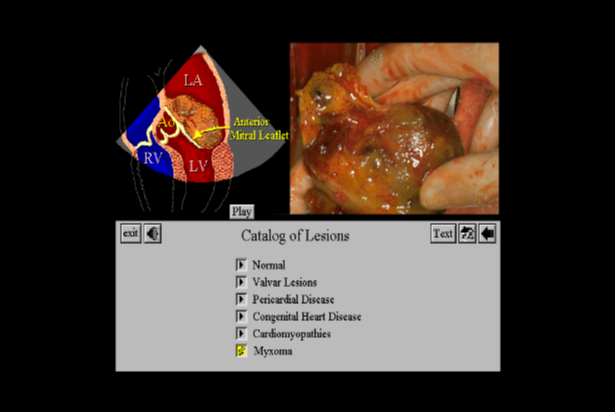 LA
Ao
Anterior
Mitral Leaflet
RV
LV
Play
exit
Catalog of Lesions
Text
Normal
Valvar Lesions
Pericardial Disease
Congenital Heart Disease
Cardiomyopathies
Myxoma